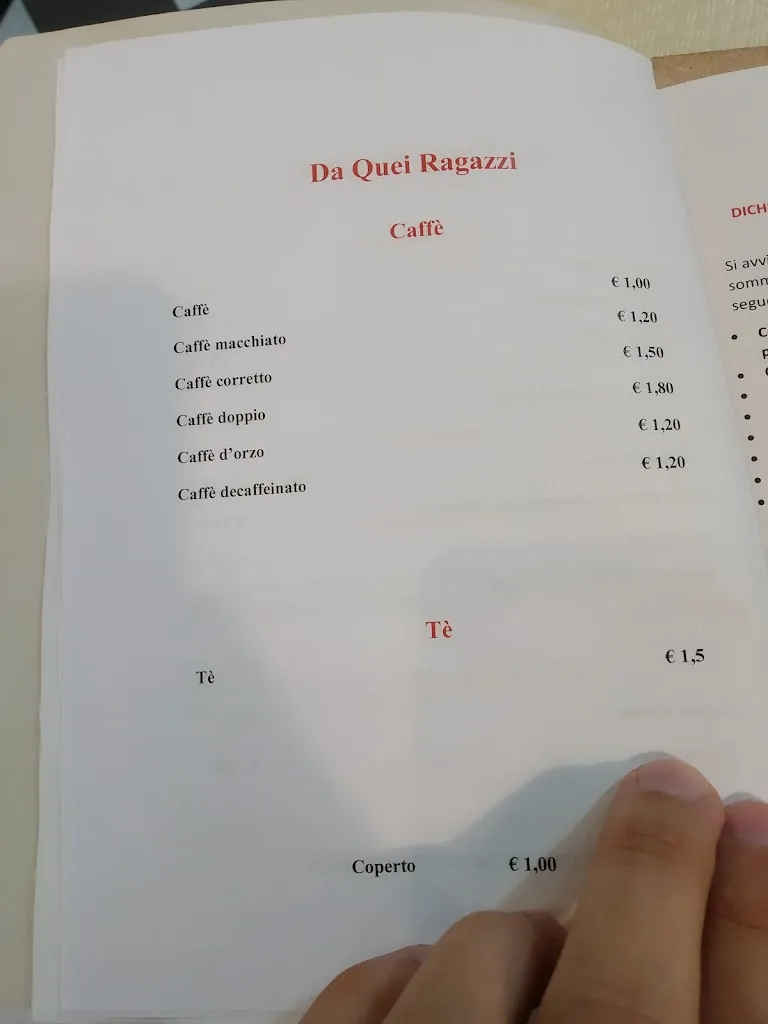 Da Quei Ragazzi
Caffè
Caffè € 1,00
Caffè macchiato € 1,20
Caffè corretto € 1,50
Caffè doppio € 1,80
Caffè d'orzo € 1,20
Caffè decaffeinato € 1,20
Tè
Tè € 1,5
Coperto € 1,00
DICH
Si avvi
somm
segu